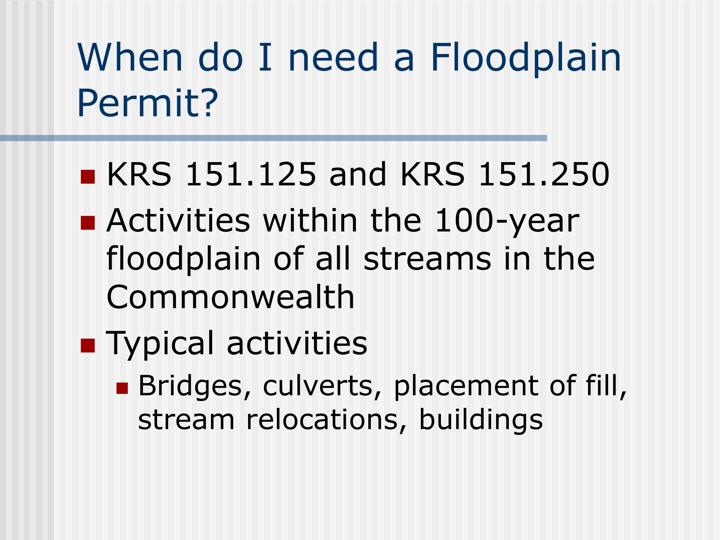 When do I need a Floodplain
Permit?
KRS 151.125 and KRS 151.250
Activities within the 100-year
floodplain of all streams in the
Commonwealth
Typical activities
Bridges, culverts, placement of fill,
stream relocations, buildings